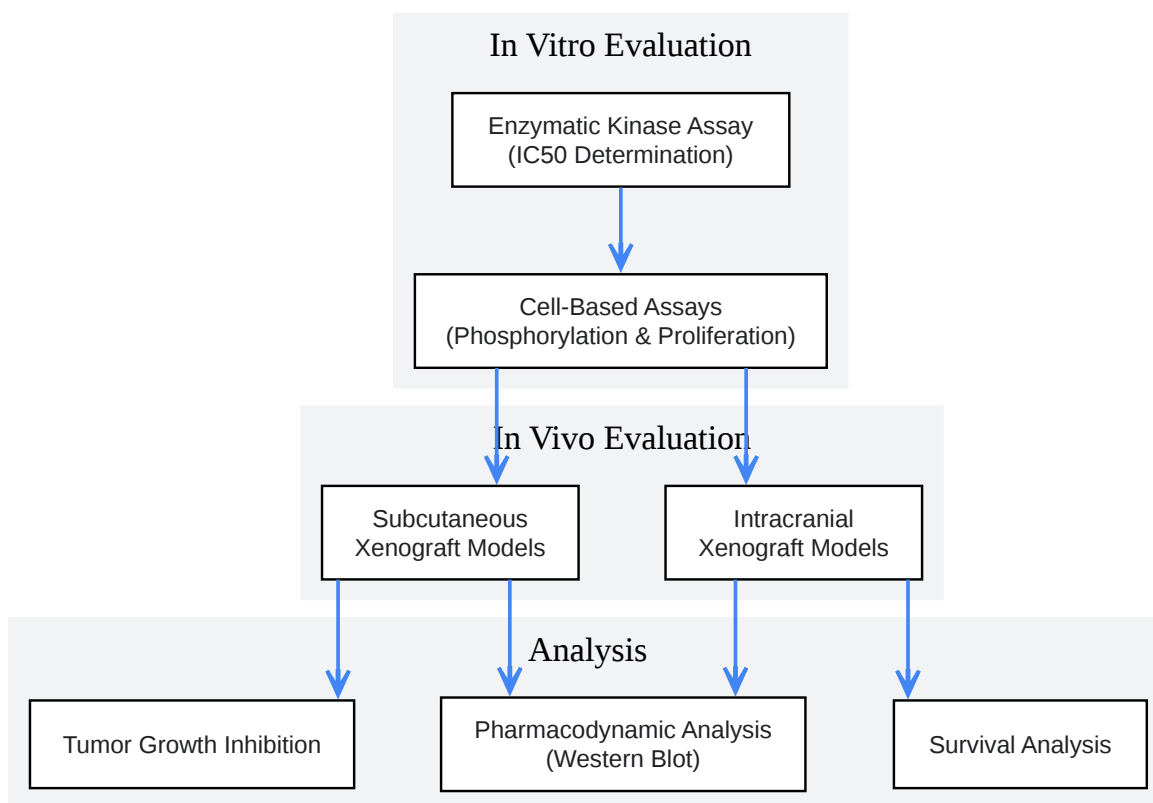 In Vitro Evaluation
Enzymatic Kinase Assay
(IC50 Determination)
Cell-Based Assays
(Phosphorylation & Proliferation)
In Vivo Evaluation
Subcutaneous
Xenograft Models
Intracranial
Xenograft Models
Analysis
Tumor Growth Inhibition
Pharmacodynamic Analysis
(Western Blot)
Survival Analysis